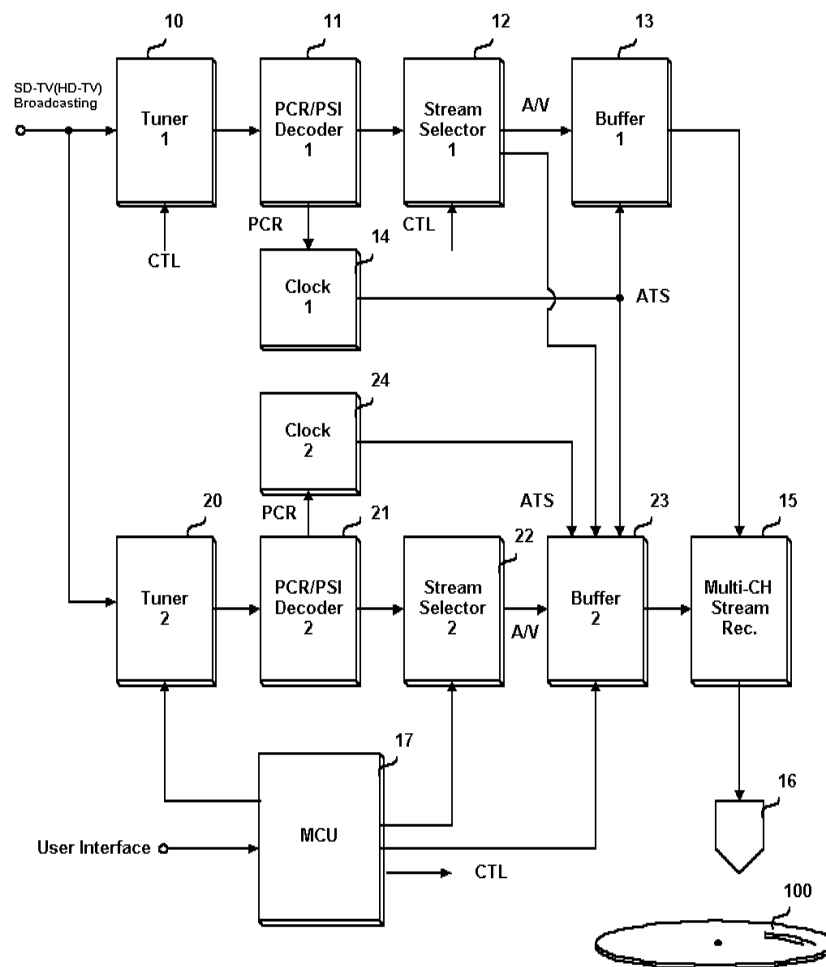 10
11
12
13
SD-TV(HD-TV)
Broadcasting
Tuner
1
PCR/PSI
Decoder
1
Stream
Selector
1
A/V
Buffer
1
CTL
PCR
14
CTL
Clock
1
ATS
24
Clock
2
20
PCR
21
22
ATS
23
15
Tuner
2
PCR/PSI
Decoder
2
Stream
Selector
2
A/V
Buffer
2
Multi-CH
Stream
Rec.
17
16
MCU
User Interface
CTL
100